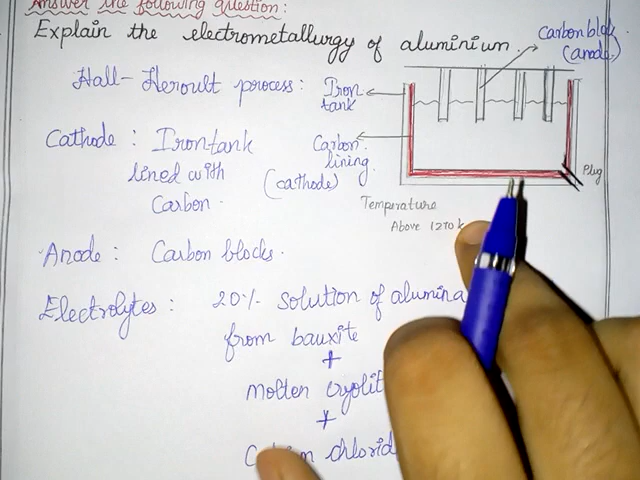 Answer the following question:
Explain the electrometallurgy of aluminium.
Carbon block
(anode)
Hall-Heroult process:
Iron
tank
Cathode: Iron tank
lined with
Carbon.
Carbon
lining
(cathode)
Plug
Temperature
Above 1270 K
Anode: Carbon blocks.
Electrolytes: 20% solution of alumina
from bauxite
+
Molten
+